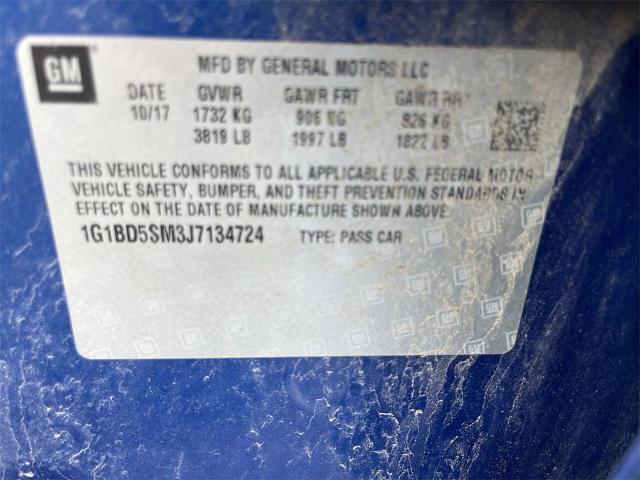 GM
MFD BY GENERAL MOTORS LLC
DATE GVWR GAWR FRT GAWR RR
10/17 1732 KG 906 KG 826 KG
3819 LB 1997 LB 1822 LB
THIS VEHICLE CONFORMS TO ALL APPLICABLE U.S. FEDERAL MOTOR
VEHICLE SAFETY, BUMPER, AND THEFT PREVENTION STANDARDS IN
EFFECT ON THE DATE OF MANUFACTURE SHOWN ABOVE.
1G1BD5SM3J7134724 TYPE: PASS CAR